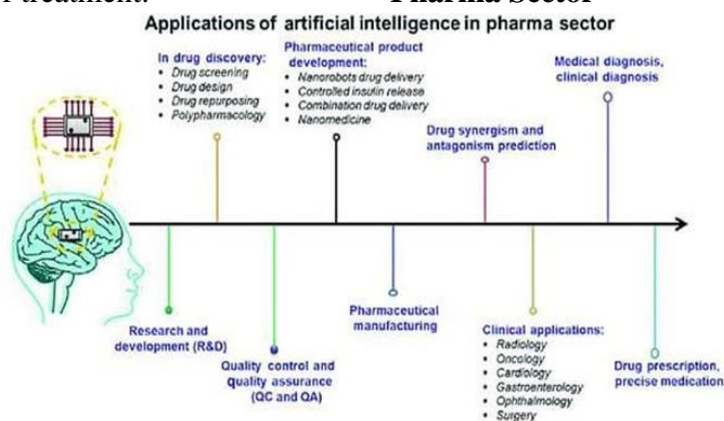 treatment.
Pharma Sector
Applications of artificial intelligence in pharma sector
In drug discovery:
• Drug screening
• Drug design
• Drug repurposing
• Polypharmacology
Pharmaceutical product
development:
• Nanorobots drug delivery
• Controlled insulin release
• Combination drug delivery
• Nanomedicine
Drug synergism and
antagonism prediction
Medical diagnosis,
clinical diagnosis
Research and
development (R&D)
Quality control and
quality assurance
(QC and QA)
Pharmaceutical
manufacturing
Clinical applications:
• Radiology
• Oncology
• Cardiology
• Gastroenterology
• Ophthalmology
• Surgery
Drug prescription,
precise medication